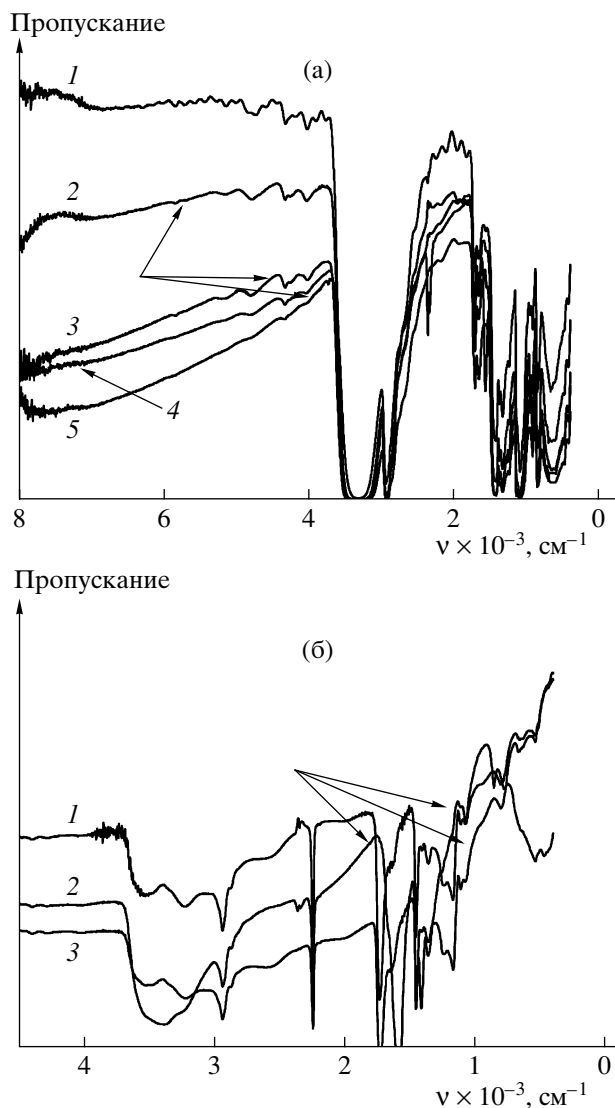 Пропускание
(а)
1
2
3
4
5
8 6 4 2 0
ν × 10⁻³, см⁻¹
Пропускание
(б)
1
2
3
4 3 2 1 0
ν × 10⁻³, см⁻¹